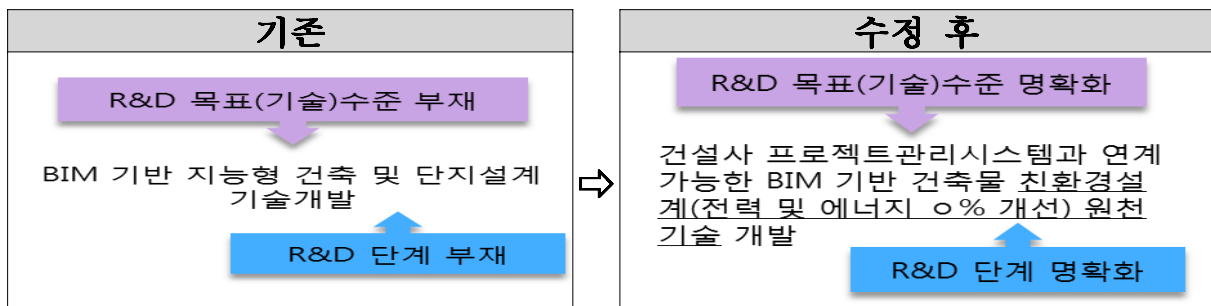 기존
R&D 목표(기술)수준 부재
BIM 기반 지능형 건축 및 단지설계
기술개발
R&D 단계 부재
수정 후
R&D 목표(기술)수준 명확화
건설사 프로젝트관리시스템과 연계
가능한 BIM 기반 건축물 친환경설
계(전력 및 에너지 ㅇ% 개선) 원천
기술 개발
R&D 단계 명확화